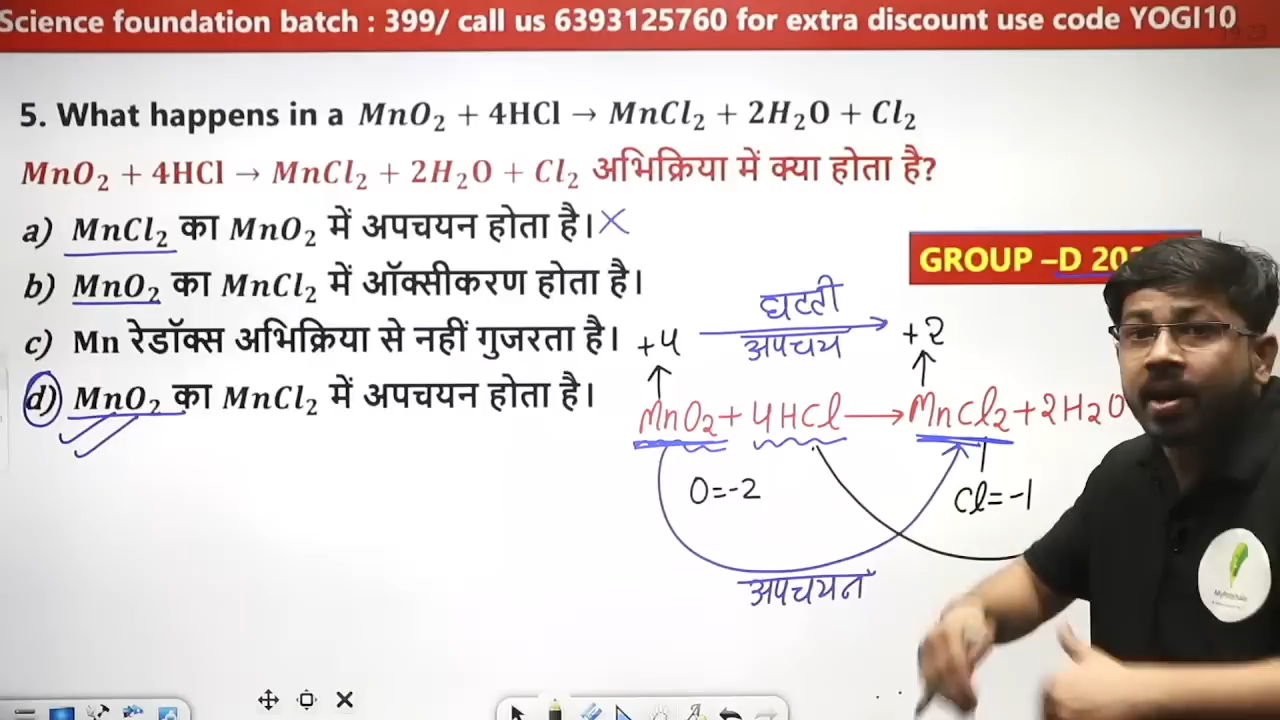 Science foundation batch : 399/ call us 6393125760 for extra discount use code YOGI10
5. What happens in a MnO₂ + 4HCl → MnCl₂ + 2H₂O + Cl₂
MnO₂ + 4HCl → MnCl₂ + 2H₂O + Cl₂ अभिक्रिया में क्या होता है?
a) MnCl₂ का MnO₂ में अपचयन होता है। ×
b) MnO₂ का MnCl₂ में ऑक्सीकरण होता है।
c) Mn रेडॉक्स अभिक्रिया से नहीं गुजरता है।
d) MnO₂ का MnCl₂ में अपचयन होता है।
GROUP –D
घटती
+4 → +2
अपचय
MnO₂ + 4HCl → MnCl₂ + 2H₂O
O=-2
Cl=-1
अपचयन